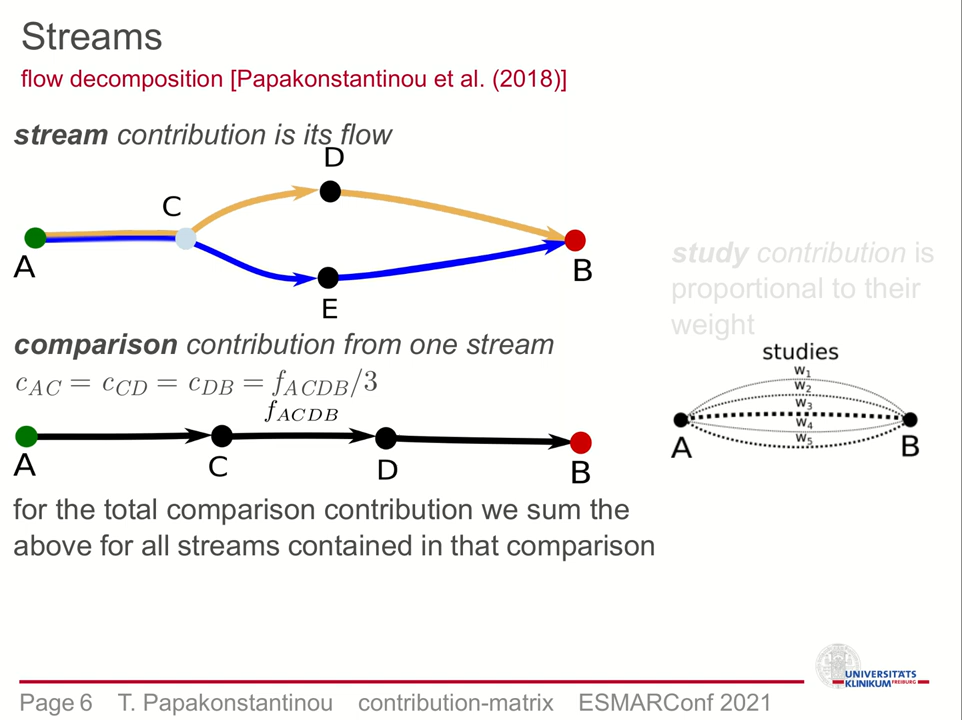 Streams
flow decomposition [Papakonstantinou et al. (2018)]
stream contribution is its flow
D
C
A
B
E
comparison contribution from one stream
c_AC = c_CD = c_DB = f_ACDB/3
f_ACDB
A
C
D
B
for the total comparison contribution we sum the
above for all streams contained in that comparison
study contribution is
proportional to their
weight
studies
w1
w2
w3
w4
w5
A
B
UNIVERSITÄTS
KLINIKUM FREIBURG
Page 6 T. Papakonstantinou contribution-matrix ESMARConf 2021